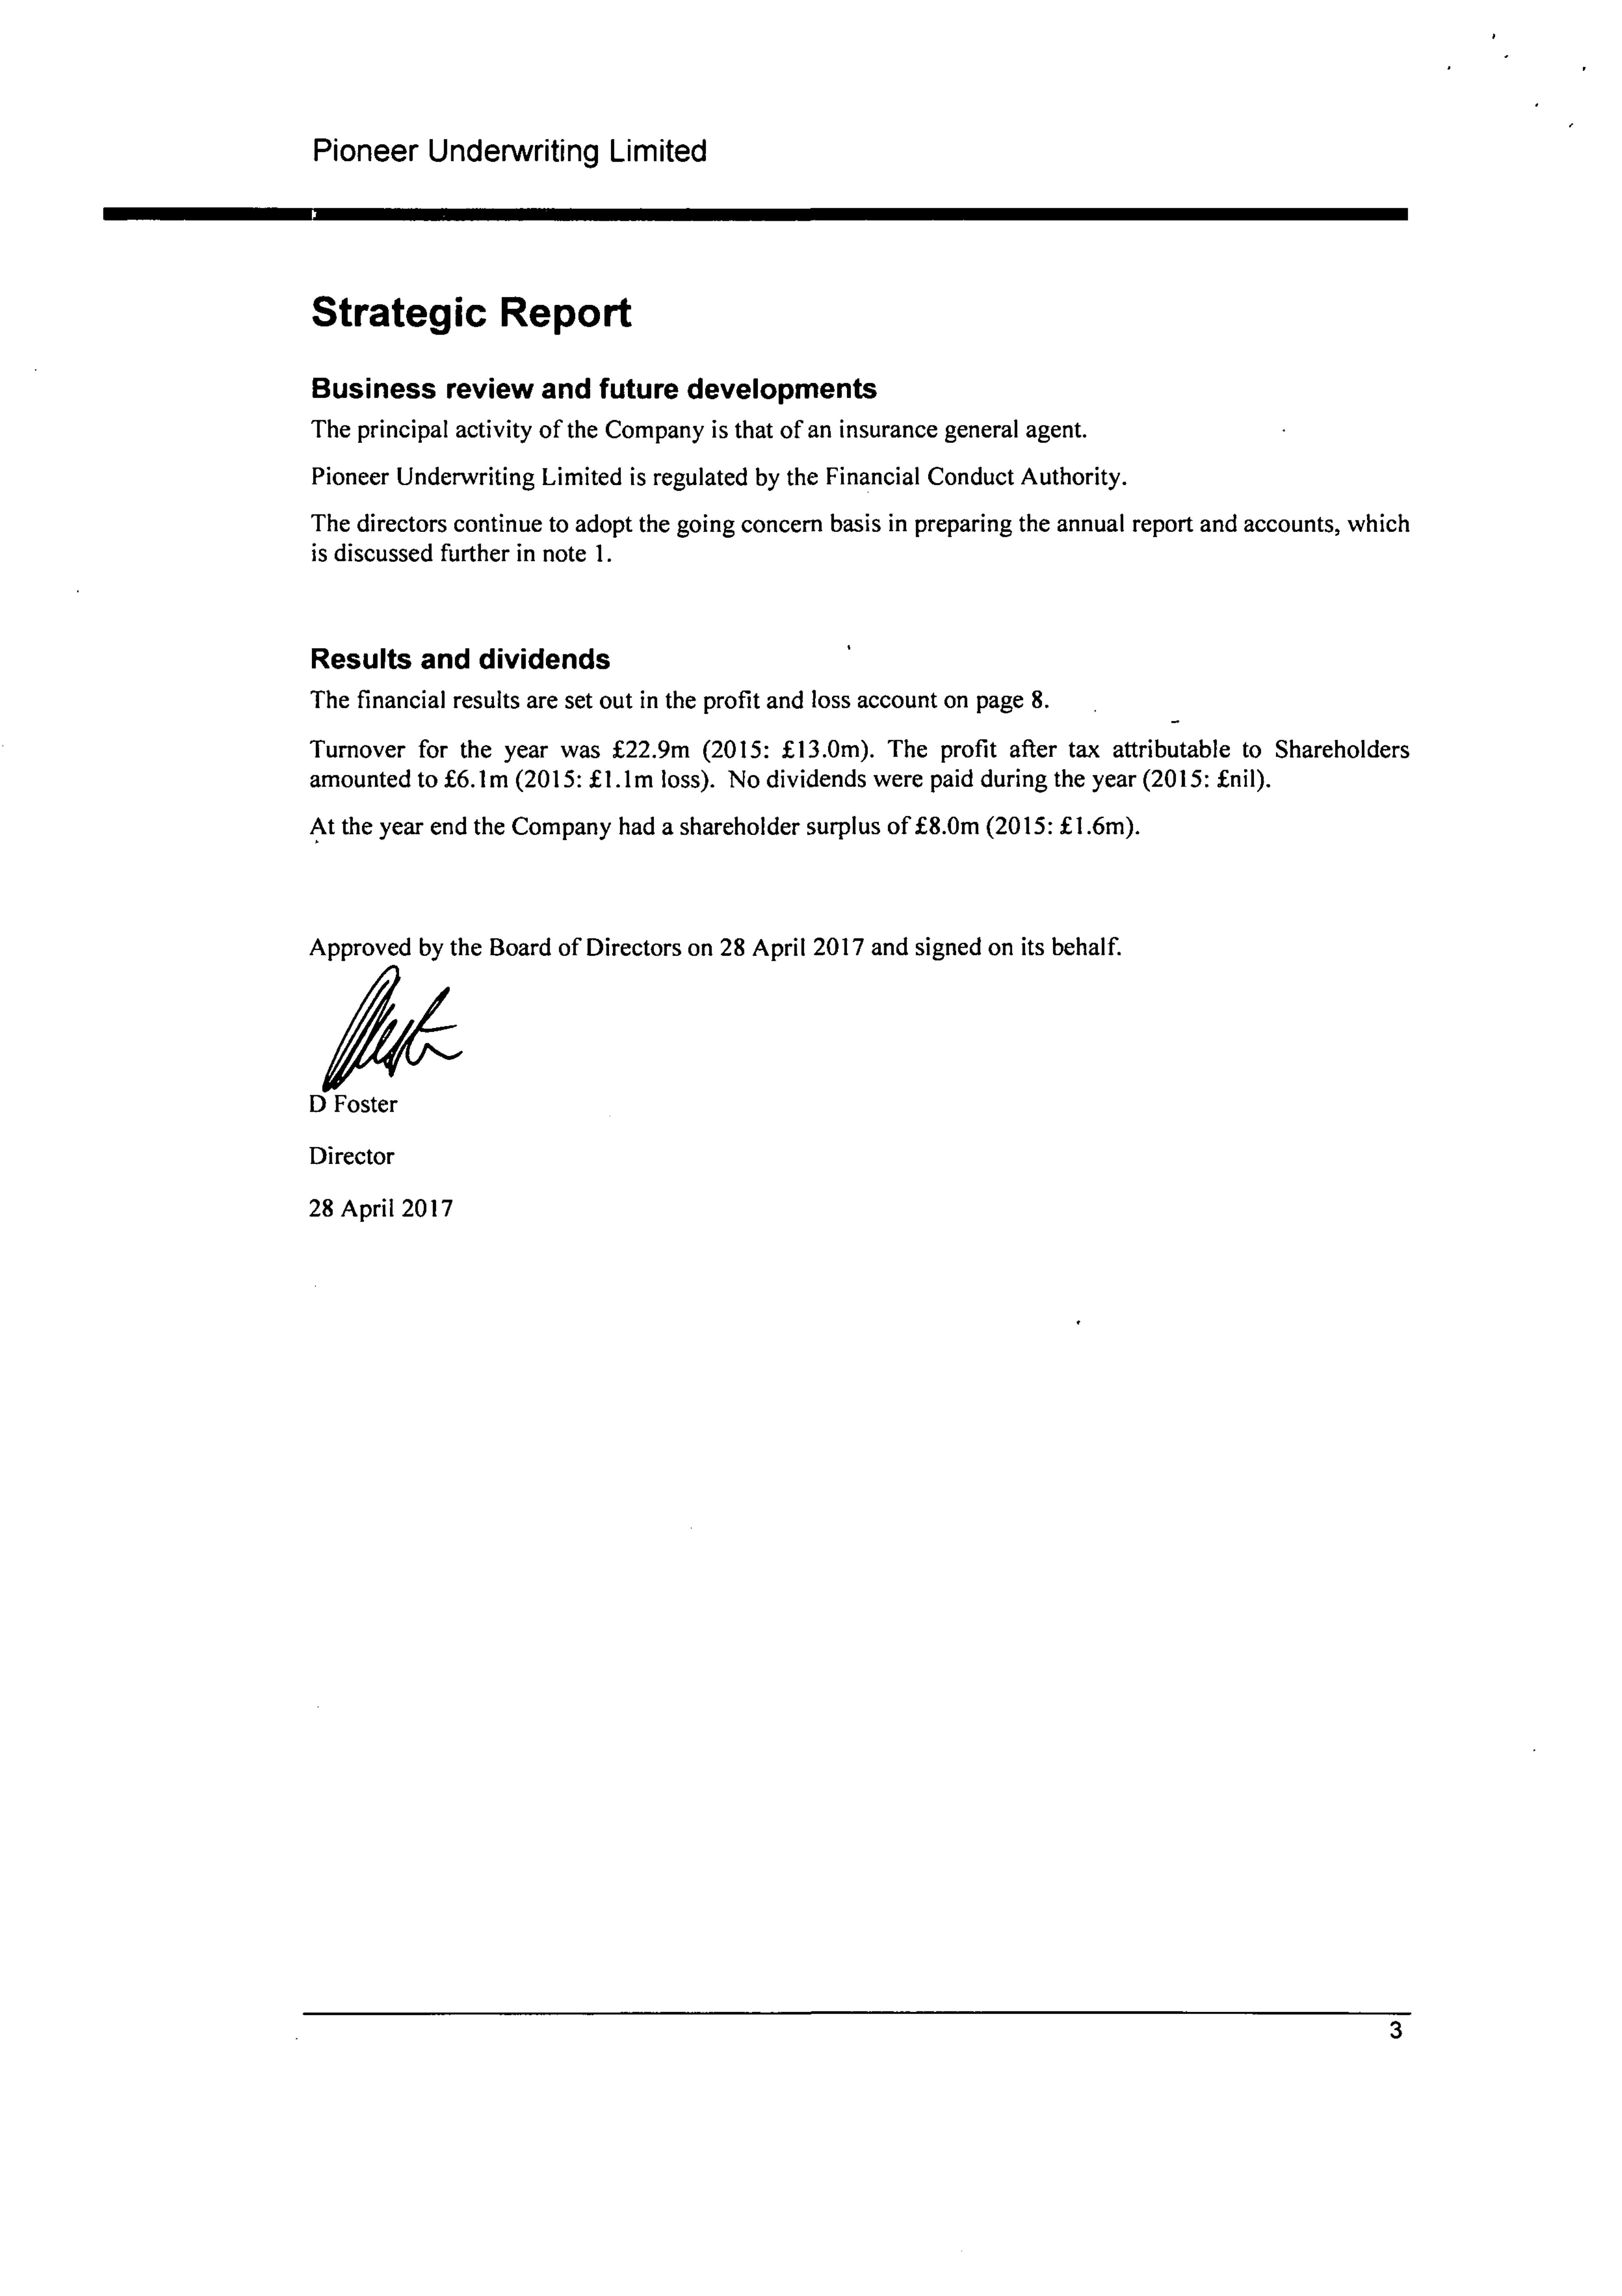 Pioneer Underwriting Limited
Strategic Report
Business review and future developments
The principal activity of the Company is that of an insurance general agent.
Pioneer Underwriting Limited is regulated by the Financial Conduct Authority.
The directors continue to adopt the going concern basis in preparing the annual report and accounts, which
is discussed further in note 1.
Results and dividends
The financial results are set out in the profit and loss account on page 8.
Turnover for the year was £22.9m (2015: £13.0m). The profit after tax attributable to Shareholders
amounted to £6.1m (2015: £1.1m loss). No dividends were paid during the year (2015: £nil).
At the year end the Company had a shareholder surplus of £8.0m (2015: £1.6m).
Approved by the Board of Directors on 28 April 2017 and signed on its behalf.
D Foster
Director
28 April 2017
3